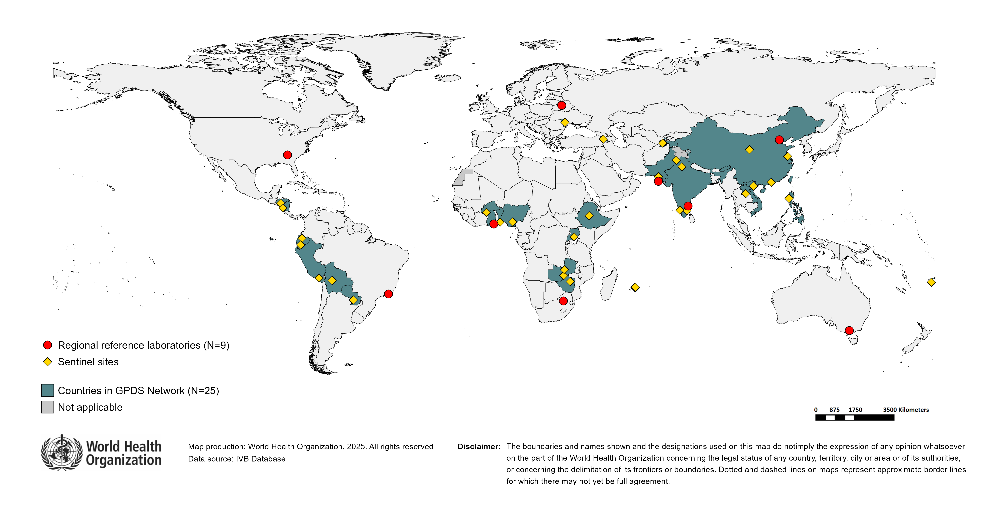 Regional reference laboratories (N=9)
Sentinel sites
Countries in GPDS Network (N=25)
Not applicable
0 875 1750 3500 Kilometers
World Health
Organization
Map production: World Health Organization, 2025. All rights reserved
Data source: IVB Database
Disclaimer: The boundaries and names shown and the designations used on this map do notimply the expression of any opinion whatsoever
on the part of the World Health Organization concerning the legal status of any country, territory, city or area or of its authorities,
or concerning the delimitation of its frontiers or boundaries. Dotted and dashed lines on maps represent approximate border lines
for which there may not yet be full agreement.